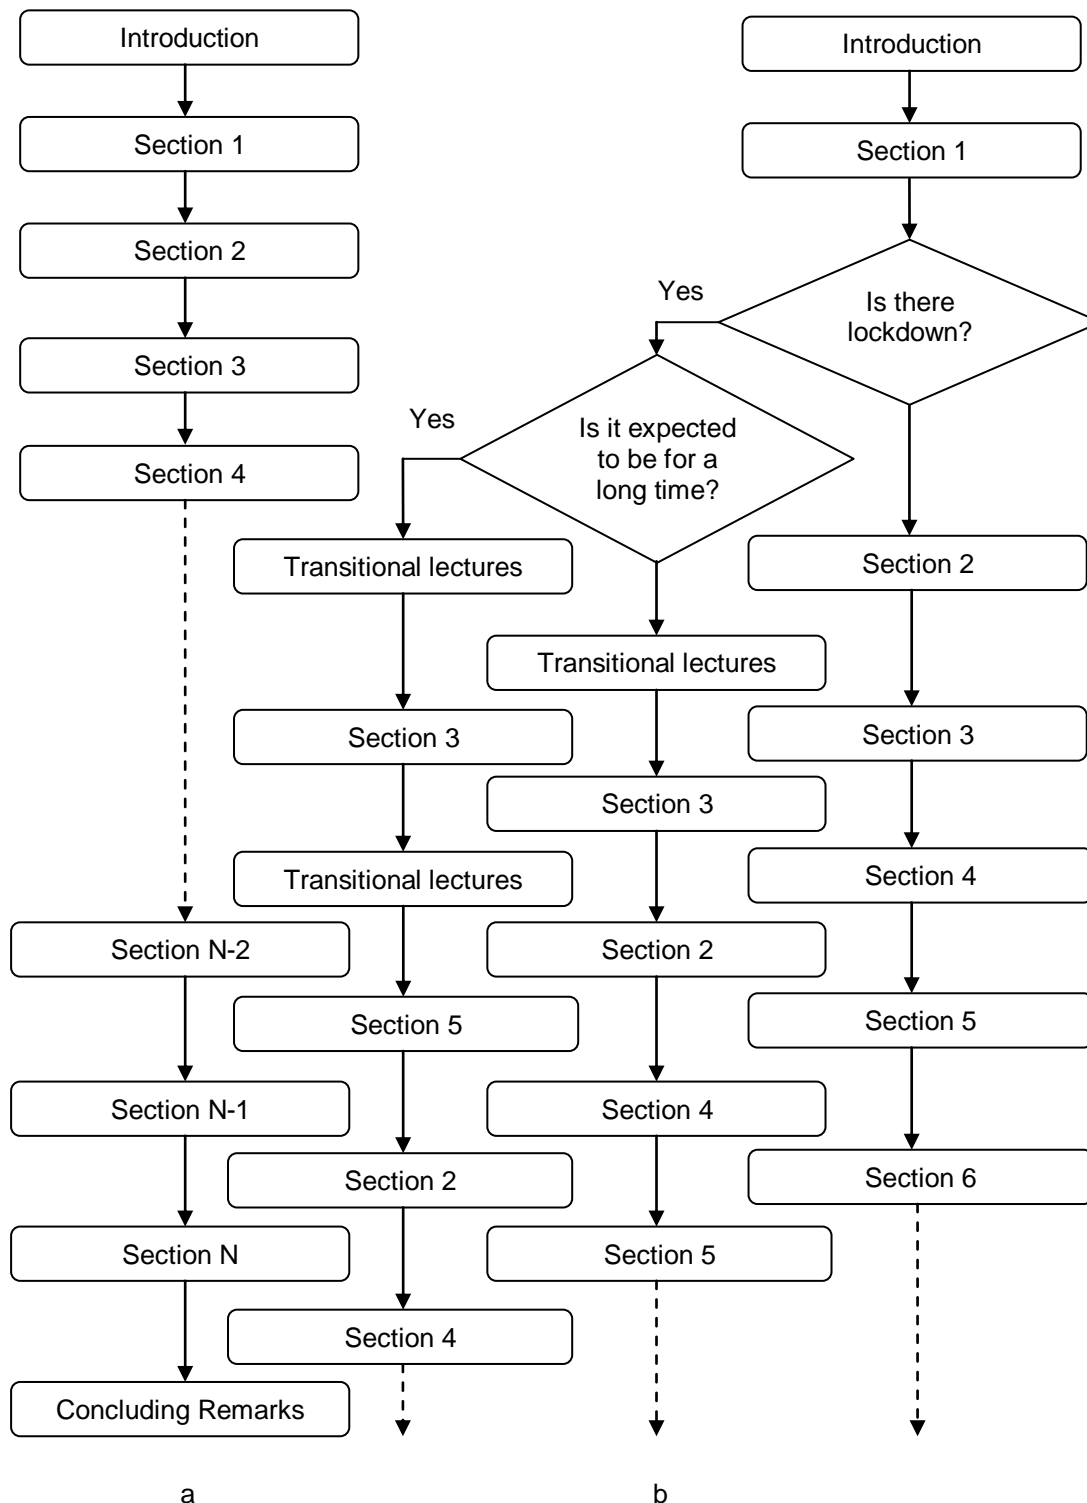 Introduction
Section 1
Section 2
Section 3
Section 4
Section N-2
Section N-1
Section N
Concluding Remarks
a
Introduction
Section 1
Is there
lockdown?
Yes
Is it expected
to be for a
long time?
Yes
Transitional lectures
Section 3
Transitional lectures
Section 5
Section 2
Section 4
Transitional lectures
Section 3
Section 2
Section 4
Section 5
Section 2
Section 3
Section 4
Section 5
Section 6
b